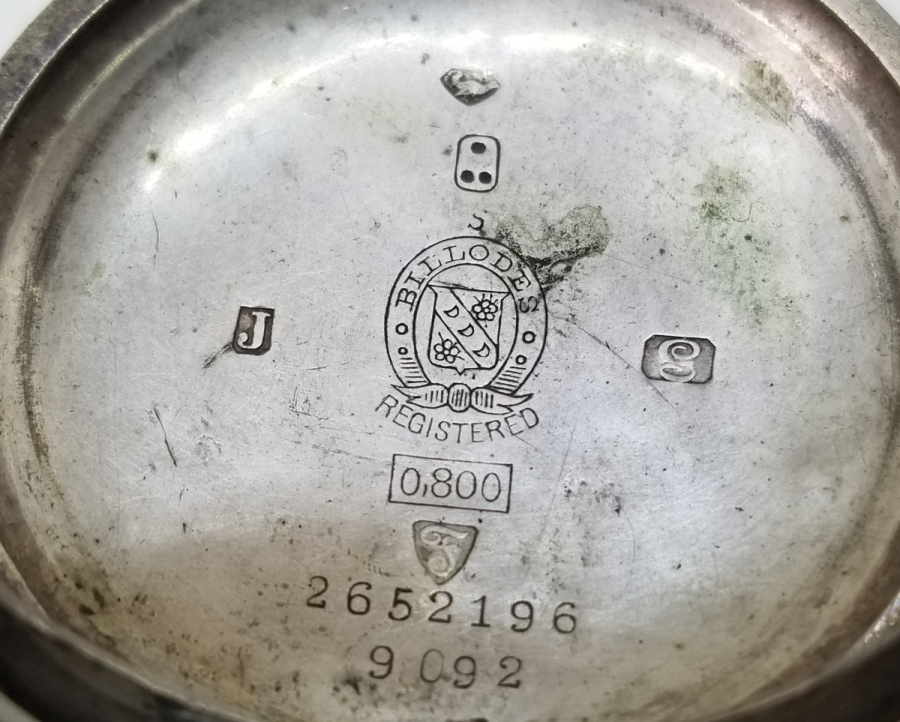 S
BILLODES
J
S
REGISTERED
0,800
F
2652196
9092